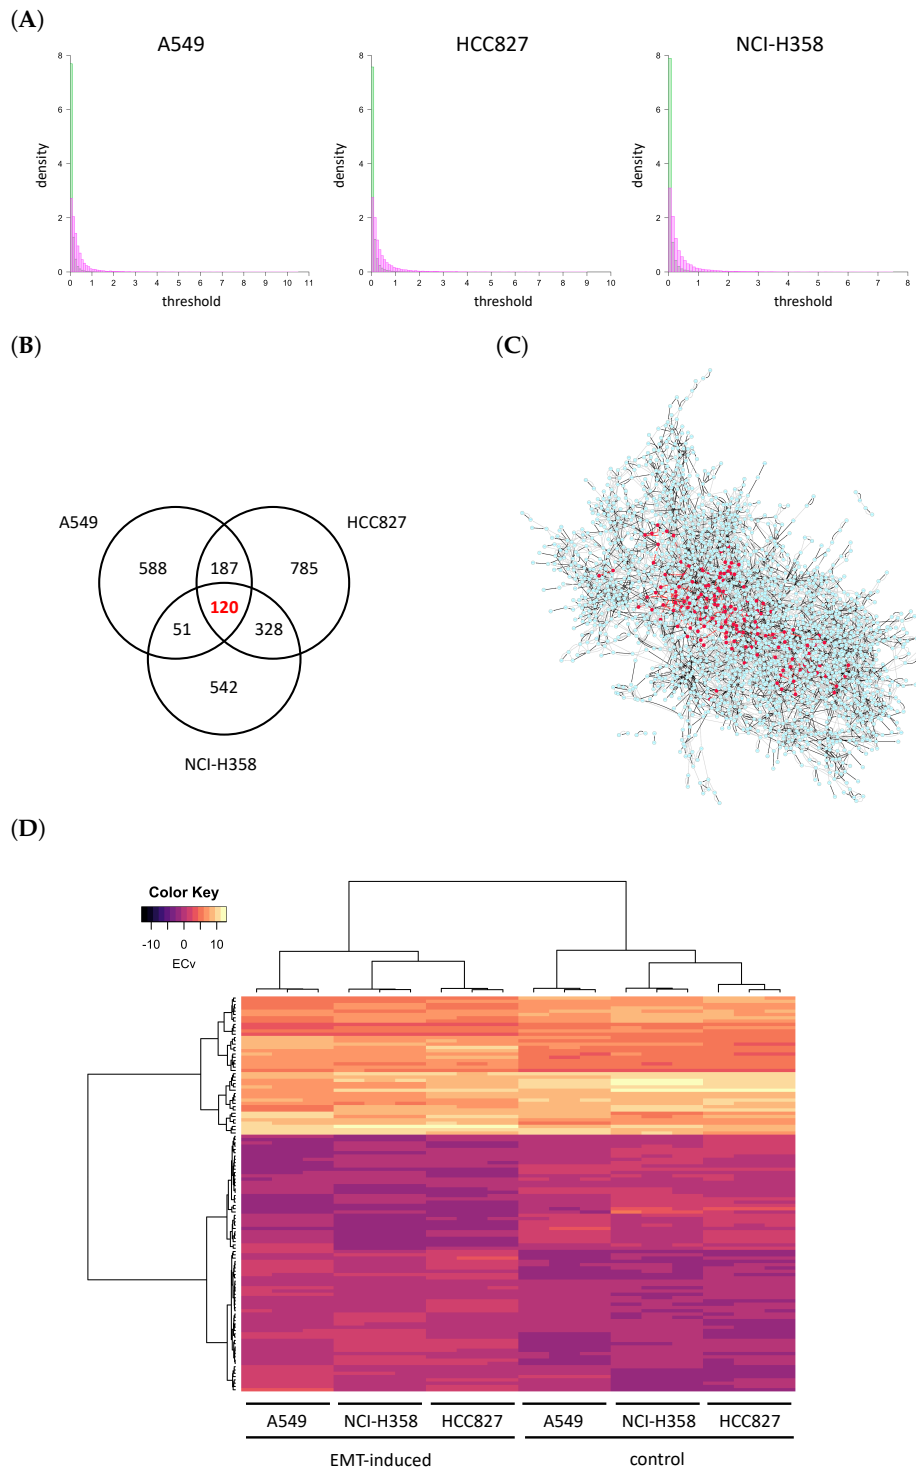 (A)
A549
HCC827
NCI-H358
8
6
4
2
0
density
0 1 2 3 4 5 6 7 8 9 10 11
threshold
8
6
4
2
0
density
0 1 2 3 4 5 6 7 8 9 10
threshold
8
6
4
2
0
density
0 1 2 3 4 5 6 7 8
threshold
(B)
A549
HCC827
588
187
785
120
51
328
542
NCI-H358
(C)
(D)
Color Key
-10 0 10
ECv
A549 NCI-H358 HCC827 A549 NCI-H358 HCC827
EMT-induced control